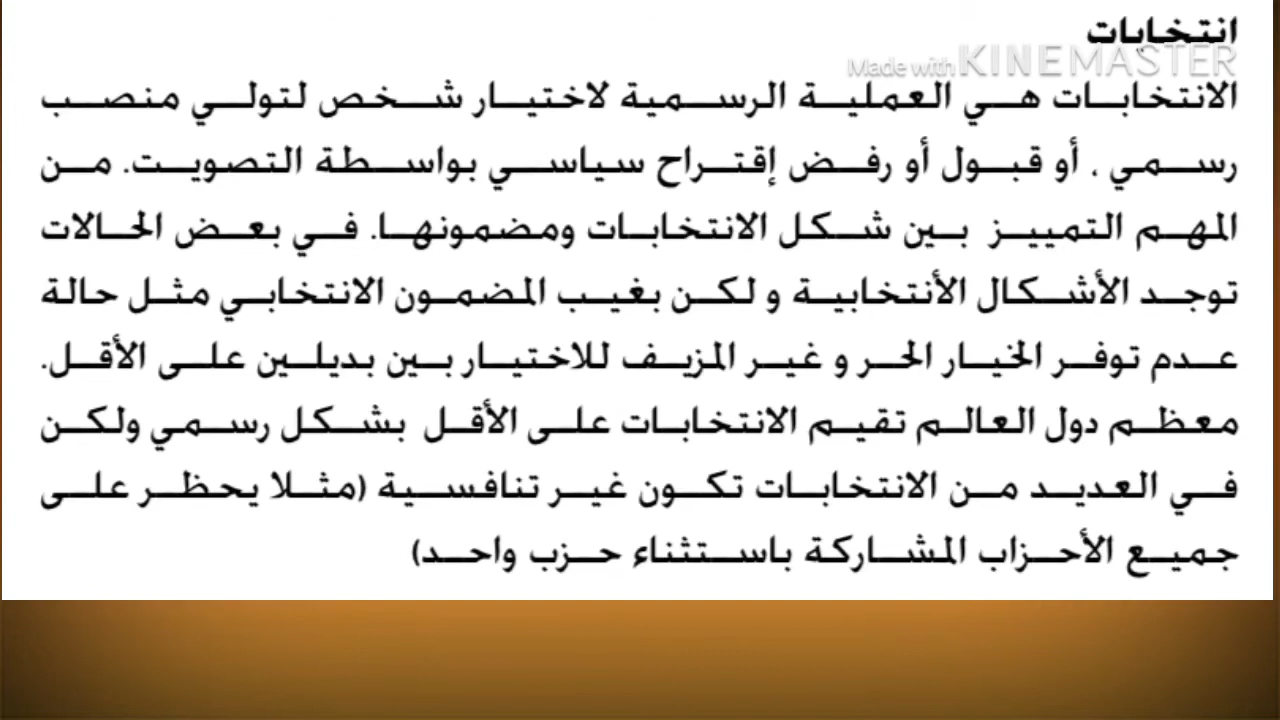 انتخابات
Made with KINEMASTER
الانتخابات هي العملية الرسمية لاختيار شخص لتولي منصب
رسمي , أو قبول أو رفض إقتراح سياسي بواسطة التصويت. من
المهم التمييز بين شكل الانتخابات ومضمونها. في بعض الحالات
توجد الأشكال الأنتخابية و لكن بغيب المضمون الانتخابي مثل حالة
عدم توفر الخيار الحر و غير المزيف للاختيار بين بديلين على الأقل.
معظم دول العالم تقيم الانتخابات على الأقل بشكل رسمي ولكن
في العديد من الانتخابات تكون غير تنافسية (مثلا يحظر على
جميع الأحزاب المشاركة باستثناء حزب واحد)